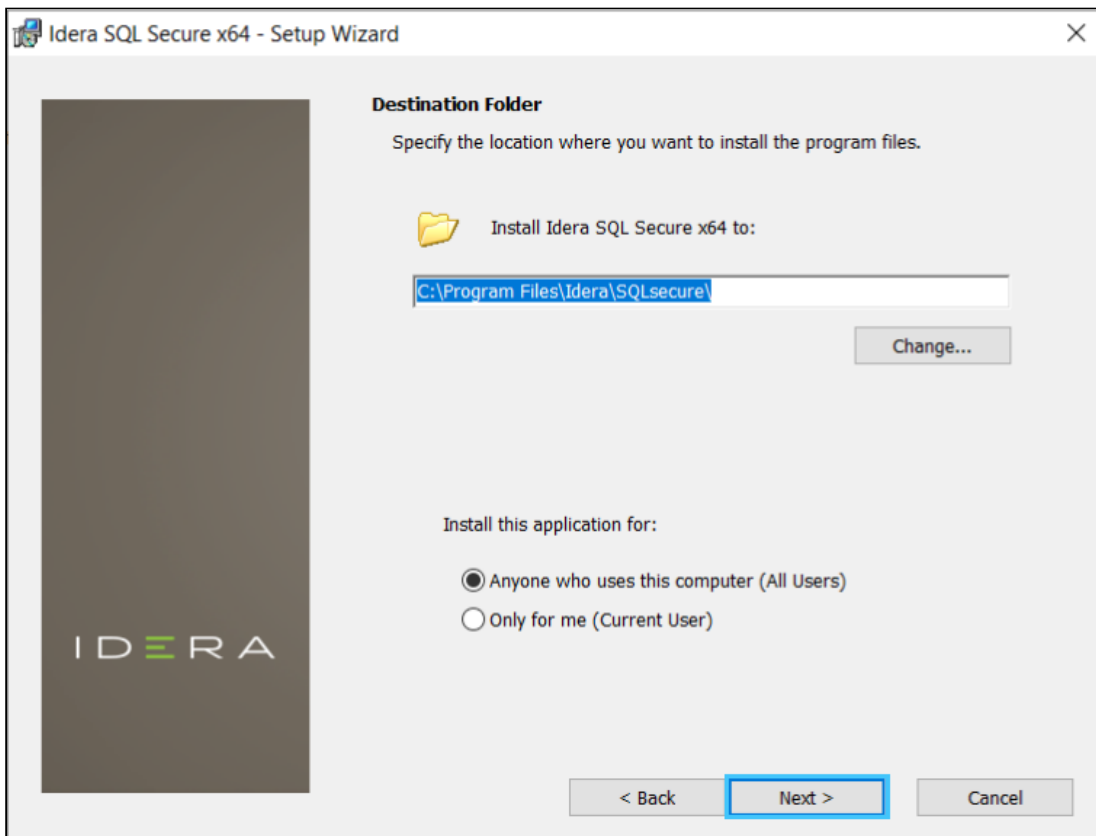 Idera SQL Secure x64 - Setup Wizard
Destination Folder
Specify the location where you want to install the program files.
Install Idera SQL Secure x64 to:
C:\Program Files\Idera\SQLsecure\
Change...
Install this application for:
Anyone who uses this computer (All Users)
Only for me (Current User)
IDERA
< Back
Next >
Cancel